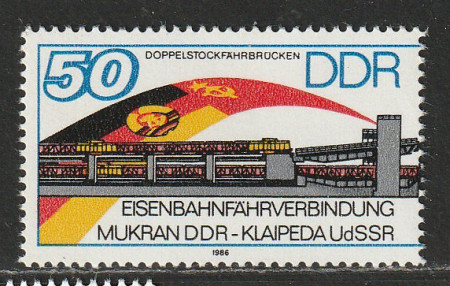 50
DOPPELSTOCKFÄHRBRÜCKEN
DDR
EISENBAHNFÄHRVERBINDUNG
MUKRAN DDR-KLAIPEDA UdSSR
1986